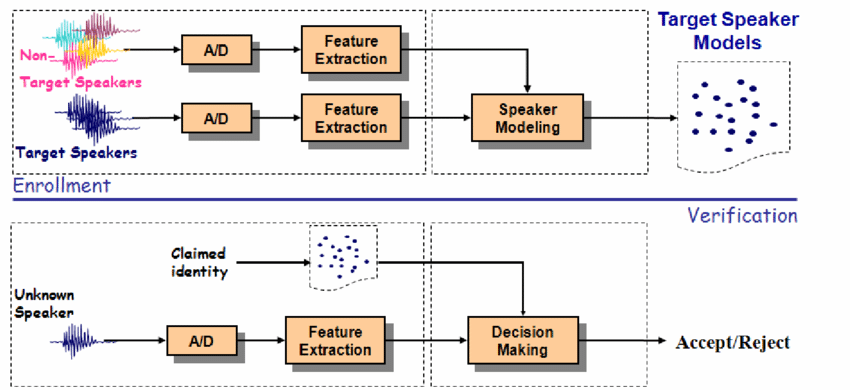 Target Speaker
Models
Non-
Target Speakers
A/D
Feature
Extraction
Target Speakers
A/D
Feature
Extraction
Speaker
Modeling
Enrollment
Verification
Claimed
identity
Unknown
Speaker
A/D
Feature
Extraction
Decision
Making
Accept/Reject